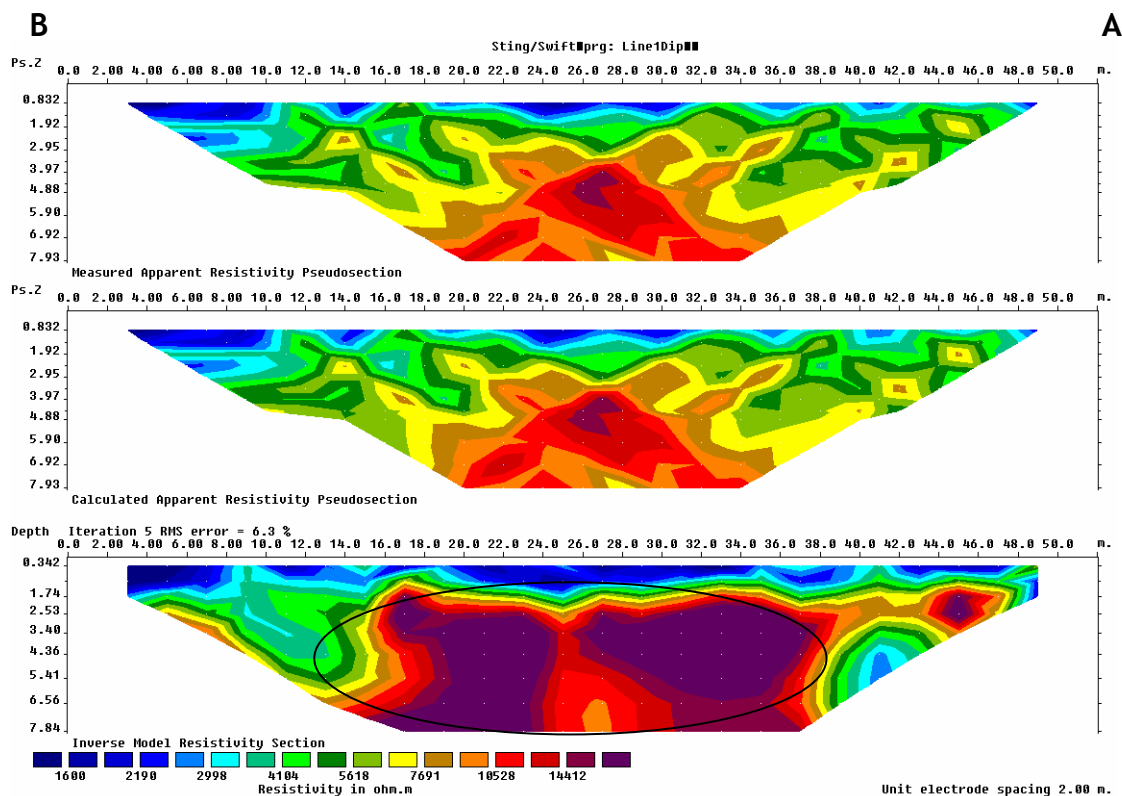 B A
Sting/Swift■prg: Line1Dip■■
Ps.Z 0.0 2.00 4.00 6.00 8.00 10.0 12.0 14.0 16.0 18.0 20.0 22.0 24.0 26.0 28.0 30.0 32.0 34.0 36.0 38.0 40.0 42.0 44.0 46.0 48.0 50.0 m.
0.832
1.92
2.95
3.97
4.88
5.90
6.92
7.93
Measured Apparent Resistivity Pseudosection
Ps.Z 0.0 2.00 4.00 6.00 8.00 10.0 12.0 14.0 16.0 18.0 20.0 22.0 24.0 26.0 28.0 30.0 32.0 34.0 36.0 38.0 40.0 42.0 44.0 46.0 48.0 50.0 m.
0.832
1.92
2.95
3.97
4.88
5.90
6.92
7.93
Calculated Apparent Resistivity Pseudosection
Depth Iteration 5 RMS error = 6.3 %
0.0 2.00 4.00 6.00 8.00 10.0 12.0 14.0 16.0 18.0 20.0 22.0 24.0 26.0 28.0 30.0 32.0 34.0 36.0 38.0 40.0 42.0 44.0 46.0 48.0 50.0 m.
0.342
1.74
2.53
3.40
4.36
5.41
6.56
7.84
Inverse Model Resistivity Section
1600 2190 2998 4104 5618 7691 10528 14412
Resistivity in ohm.m Unit electrode spacing 2.00 m.